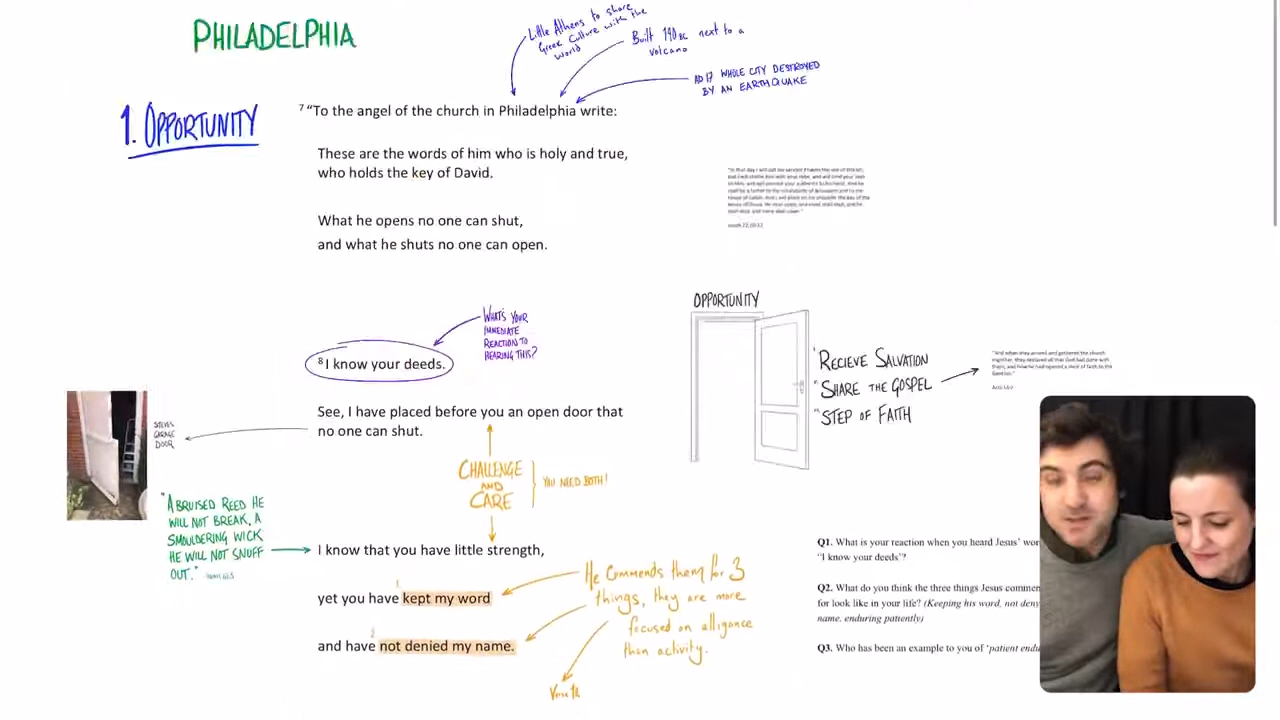 PHILADELPHIA
Little Athens to share
Greek Culture with the
world
Built 190 BC next to a
volcano
AD 17 WHOLE CITY DESTROYED
BY AN EARTHQUAKE
1. OPPORTUNITY
7 "To the angel of the church in Philadelphia write:
These are the words of him who is holy and true,
who holds the key of David.
What he opens no one can shut,
and what he shuts no one can open.
WHAT'S YOUR
IMMEDIATE
REACTION TO
HEARING THIS?
8 I know your deeds.
See, I have placed before you an open door that
no one can shut.
STEVE'S
GARAGE
DOOR
CHALLENGE
AND
CARE
YOU NEED BOTH!
"A BRUISED REED HE
WILL NOT BREAK, A
SMOULDERING WICK
HE WILL NOT SNUFF
OUT."
I know that you have little strength,
1
yet you have kept my word
2
and have not denied my name.
He commends them for 3
things, they are more
focused on alligance
than activity.
OPPORTUNITY
RECIEVE SALVATION
SHARE THE GOSPEL
STEP OF FAITH
Q1. What is your reaction when you heard Jesus'
"I know your deeds'?
Q2. What do you think the three things Jesus
for look like in your life? (Keeping his word, not
name, enduring patiently)
Q3. Who has been an example to you of 'patient